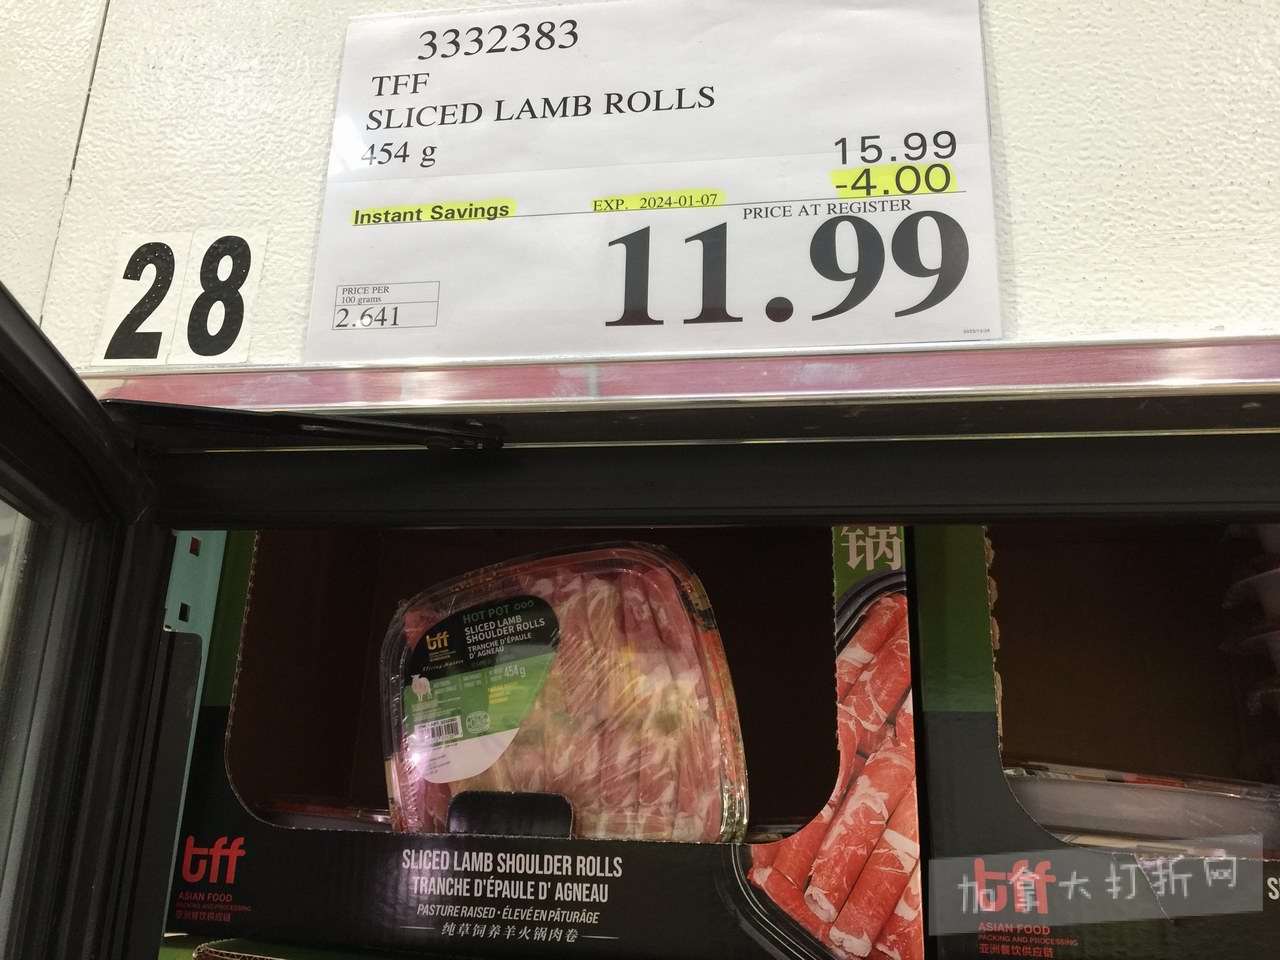 3332383
TFF
SLICED LAMB ROLLS
454 g
15.99
-4.00
Instant Savings
EXP. 2024-01-07
PRICE AT REGISTER
11.99
PRICE PER
100 grams
2.641
28
锅
HOT POT
tff
SLICED LAMB
SHOULDER ROLLS
TRANCHE D'ÉPAULE
D' AGNEAU
454 g
tff
ASIAN FOOD
PACKING AND PROCESSING
亚洲餐饮供应链
SLICED LAMB SHOULDER ROLLS
TRANCHE D'ÉPAULE D' AGNEAU
PASTURE RAISED • ÉLEVÉ EN PÂTURÂGE
纯草饲养羊火锅肉卷
tff
ASIAN FOOD
PACKING AND PROCESSING
亚洲餐饮供应链
加拿大打折网